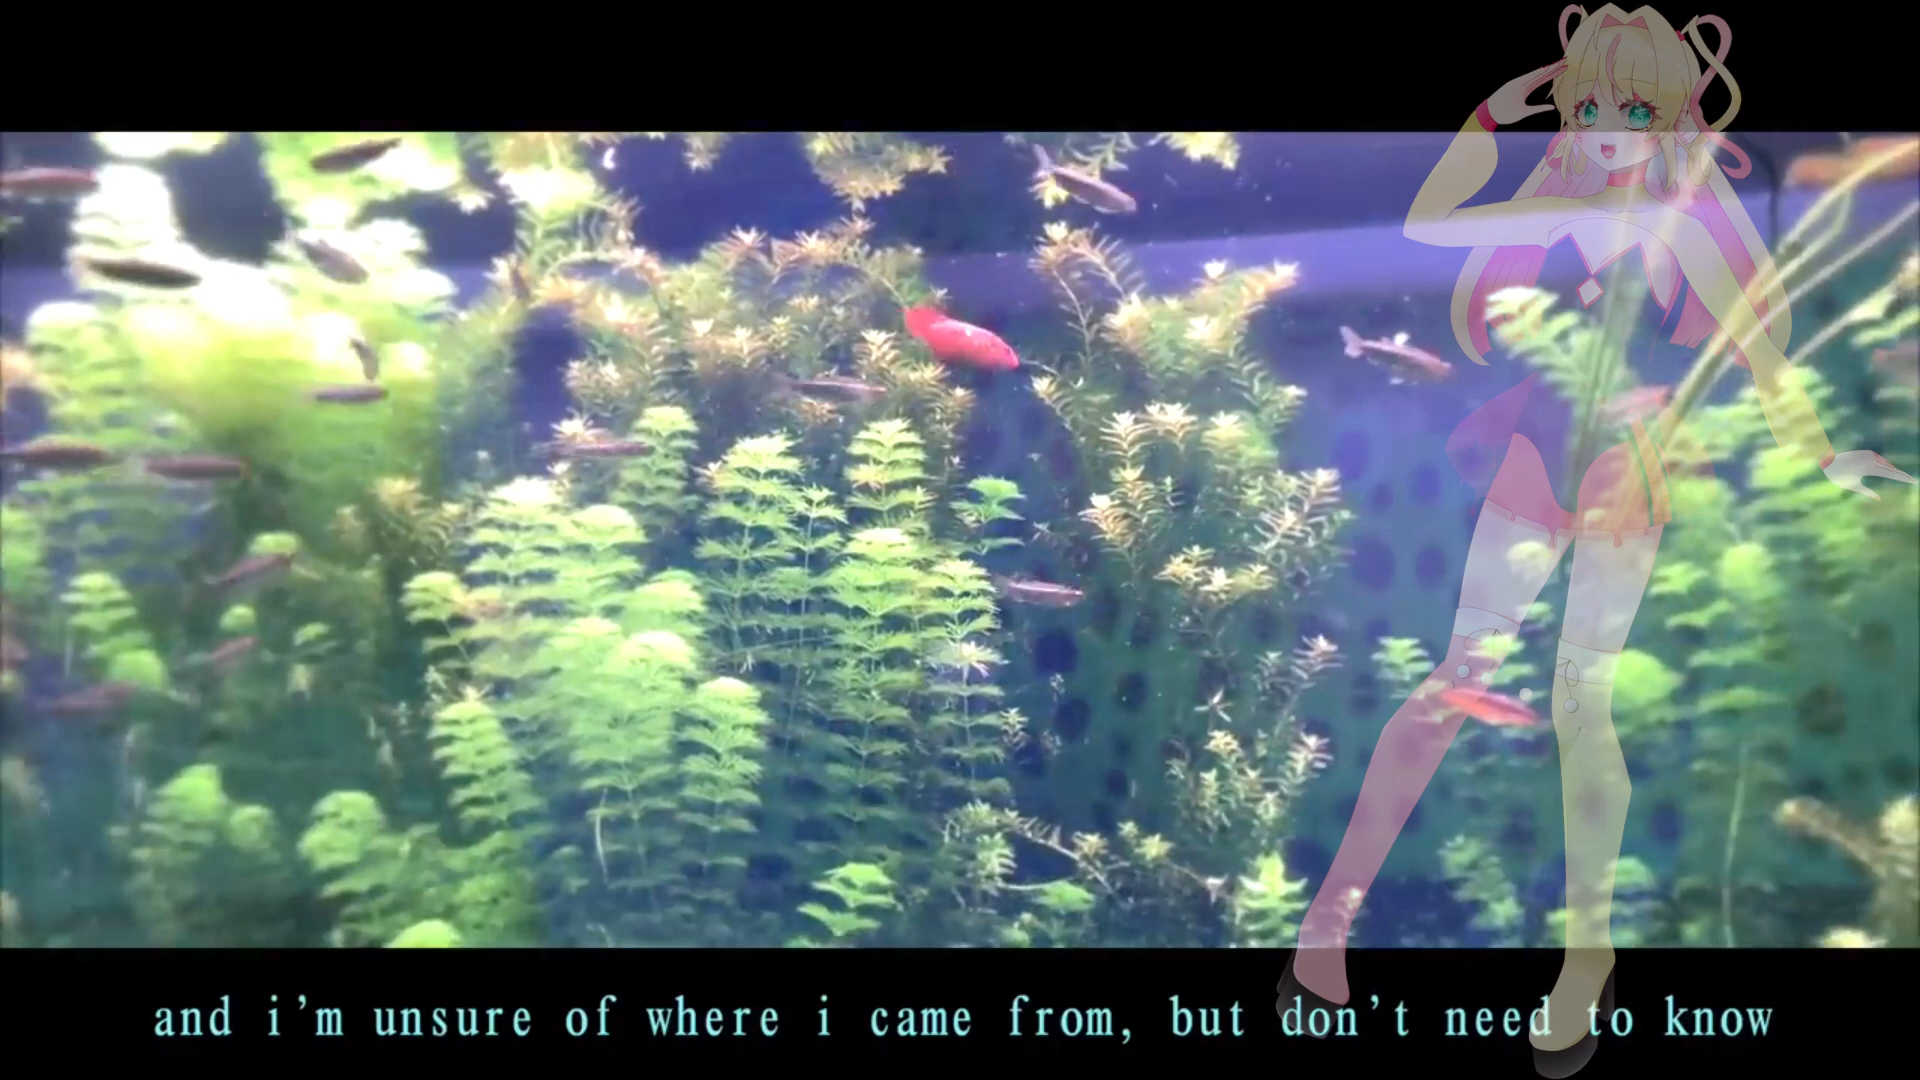 and i’m unsure of where i came from, but don’t need to know